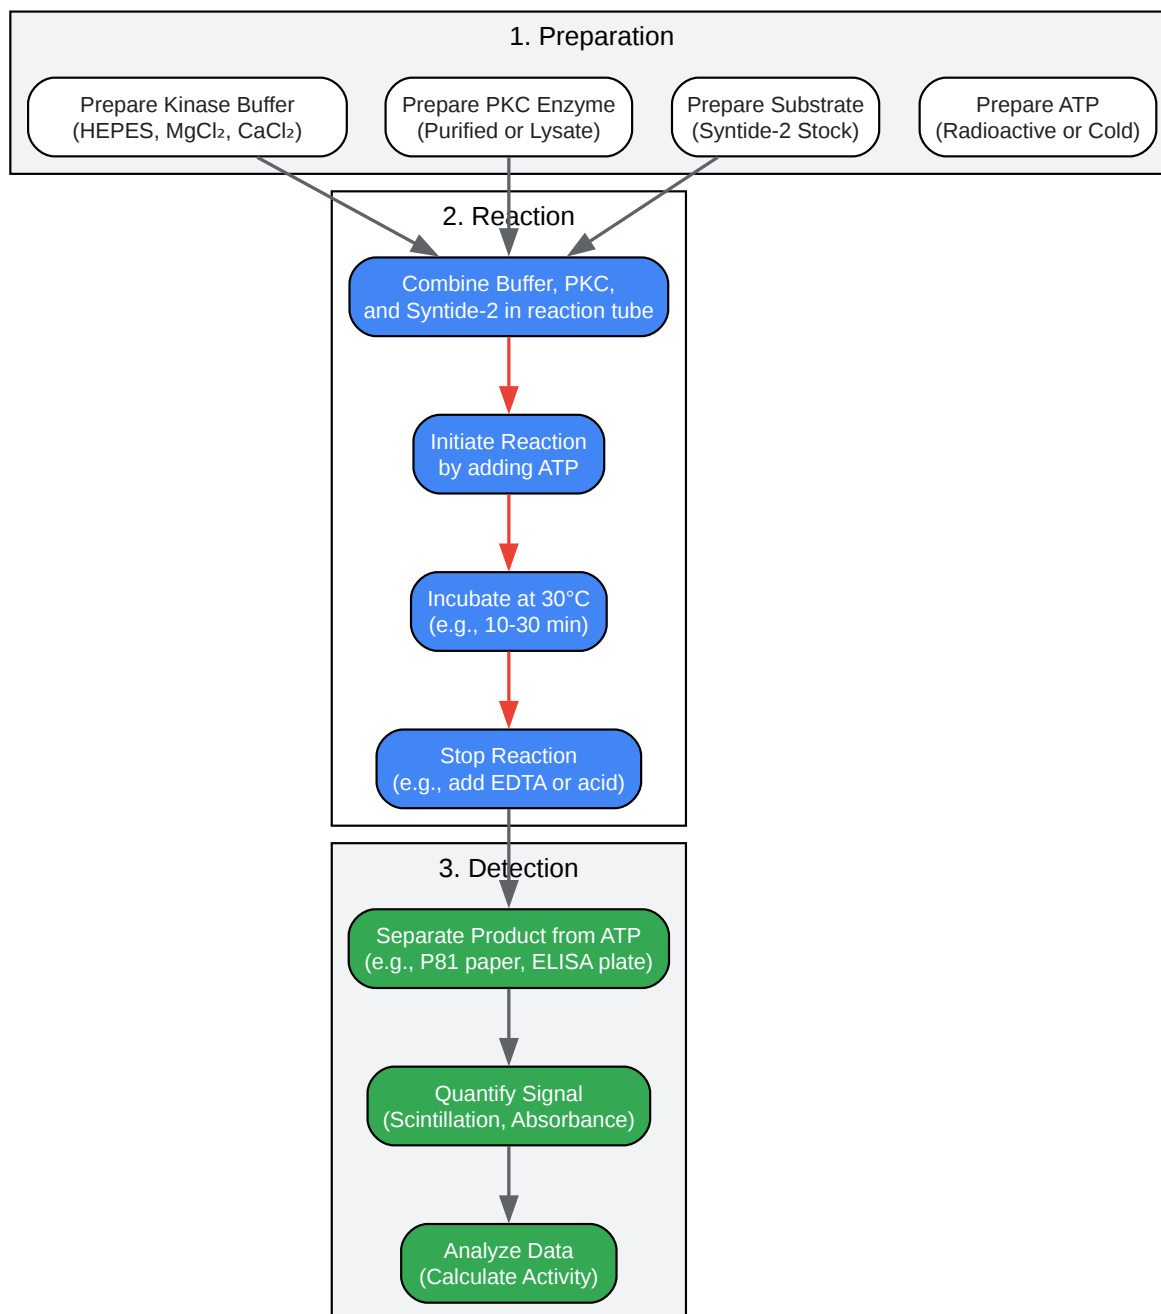 1. Preparation
Prepare Kinase Buffer
(HEPES, MgCl₂, CaCl₂)
Prepare PKC Enzyme
(Purified or Lysate)
Prepare Substrate
(Syntide-2 Stock)
Prepare ATP
(Radioactive or Cold)
2. Reaction
Combine Buffer, PKC,
and Syntide-2 in reaction tube
Initiate Reaction
by adding ATP
Incubate at 30°C
(e.g., 10-30 min)
Stop Reaction
(e.g., add EDTA or acid)
3. Detection
Separate Product from ATP
(e.g., P81 paper, ELISA plate)
Quantify Signal
(Scintillation, Absorbance)
Analyze Data
(Calculate Activity)